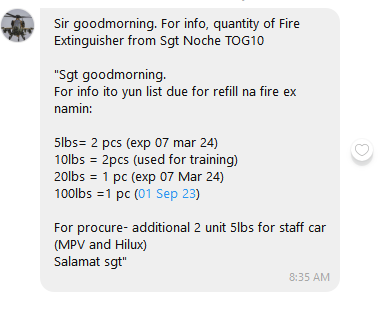 Sir goodmorning. For info, quantity of Fire
Extinguisher from Sgt Noche TOG10
"Sgt goodmorning.
For info ito yun list due for refill na fire ex
namin:
5lbs= 2 pcs (exp 07 mar 24)
10lbs = 2pcs (used for training)
20lbs = 1 pc (exp 07 Mar 24)
100lbs =1 pc (01 Sep 23)
For procure- additional 2 unit 5lbs for staff car
(MPV and Hilux)
Salamat sgt"
8:35 AM